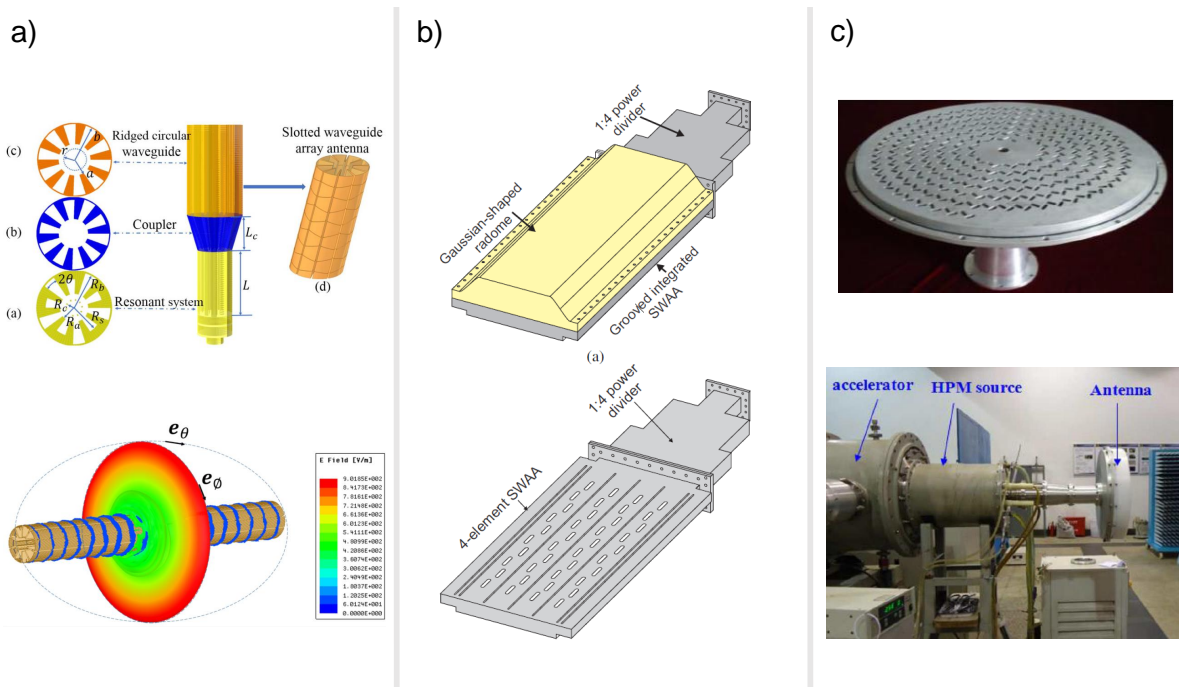 a)
(c)
b
r
a
Ridged circular
waveguide
Slotted waveguide
array antenna
(b)
Coupler
L_c
(d)
2θ
R_b
(a)
R_c
R_a
R_s
Resonant system
L
e_θ
e_ϕ
E Field [V/m]
9.0185E+002
8.4173E+002
7.8161E+002
7.2148E+002
6.6136E+002
6.0123E+002
5.4111E+002
4.8099E+002
4.2086E+002
3.6074E+002
3.0062E+002
2.4049E+002
1.8037E+002
1.2025E+002
6.0124E+001
0.0000E+000
b)
1:4 power
divider
Gaussian-shaped
radome
Grooved integrated
SWAA
(a)
1:4 power
divider
4-element SWAA
c)
accelerator
HPM source
Antenna